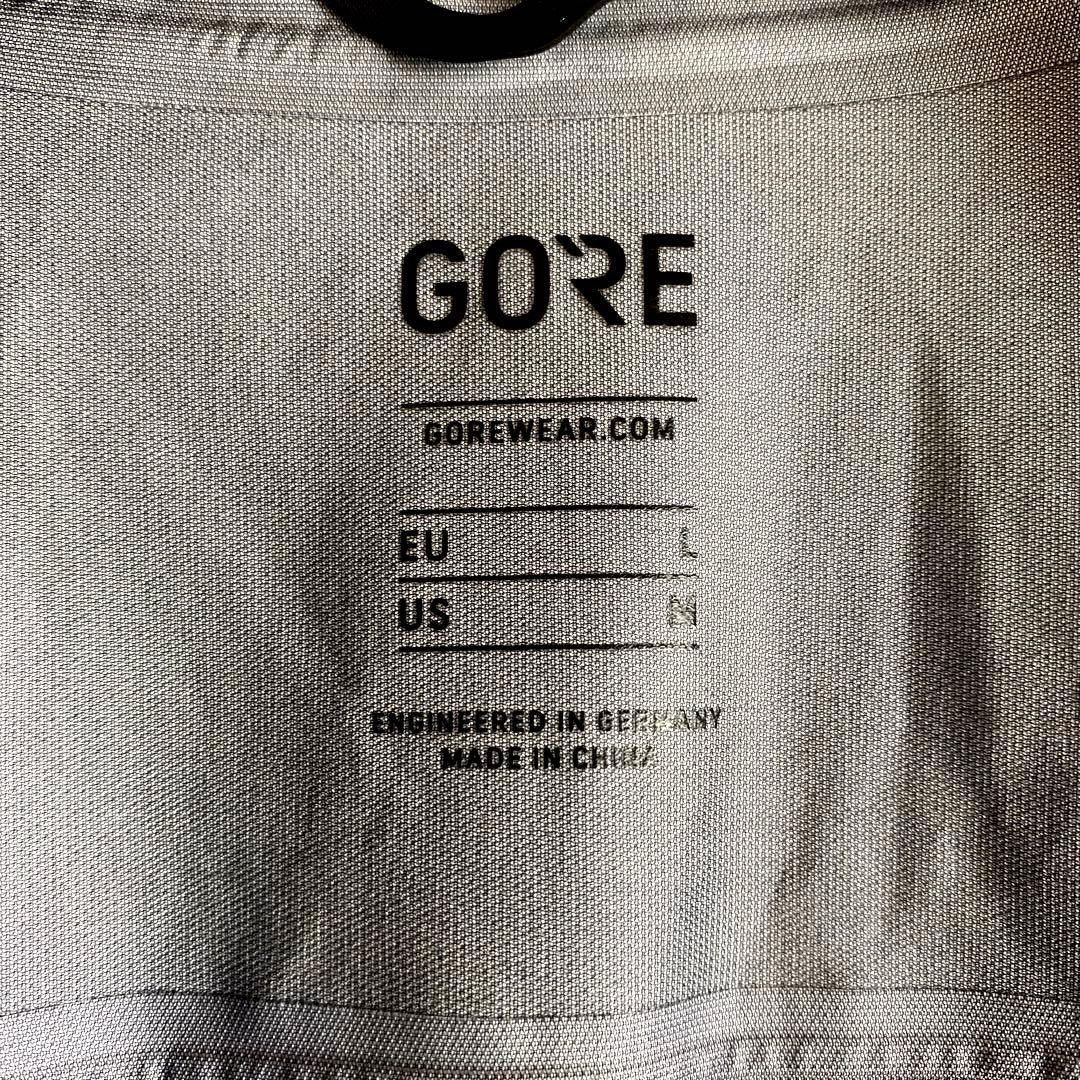 GORE
GOREWEAR.COM
EU L
US M
ENGINEERED IN GERMANY
MADE IN CHINA